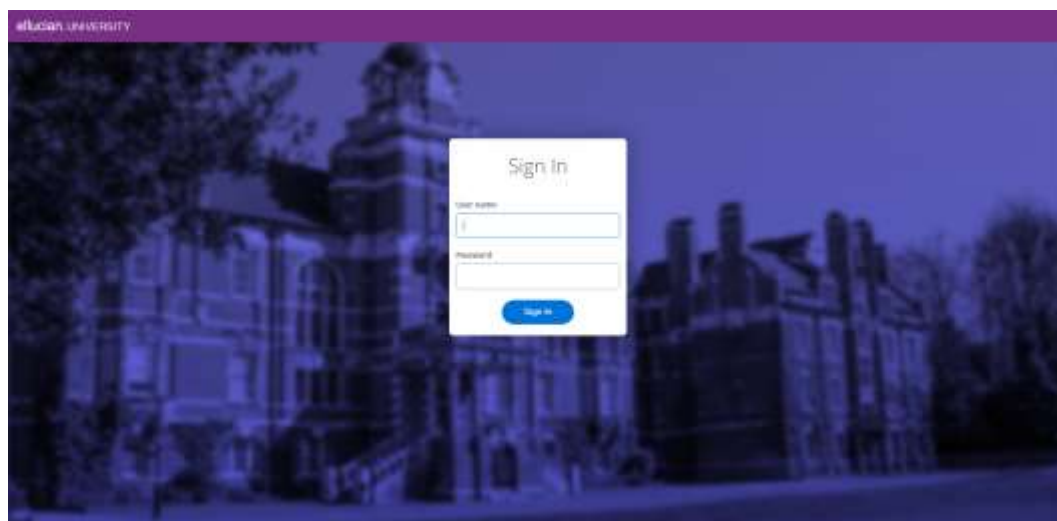 ellucian. UNIVERSITY
Sign In
User name
Password
Sign In